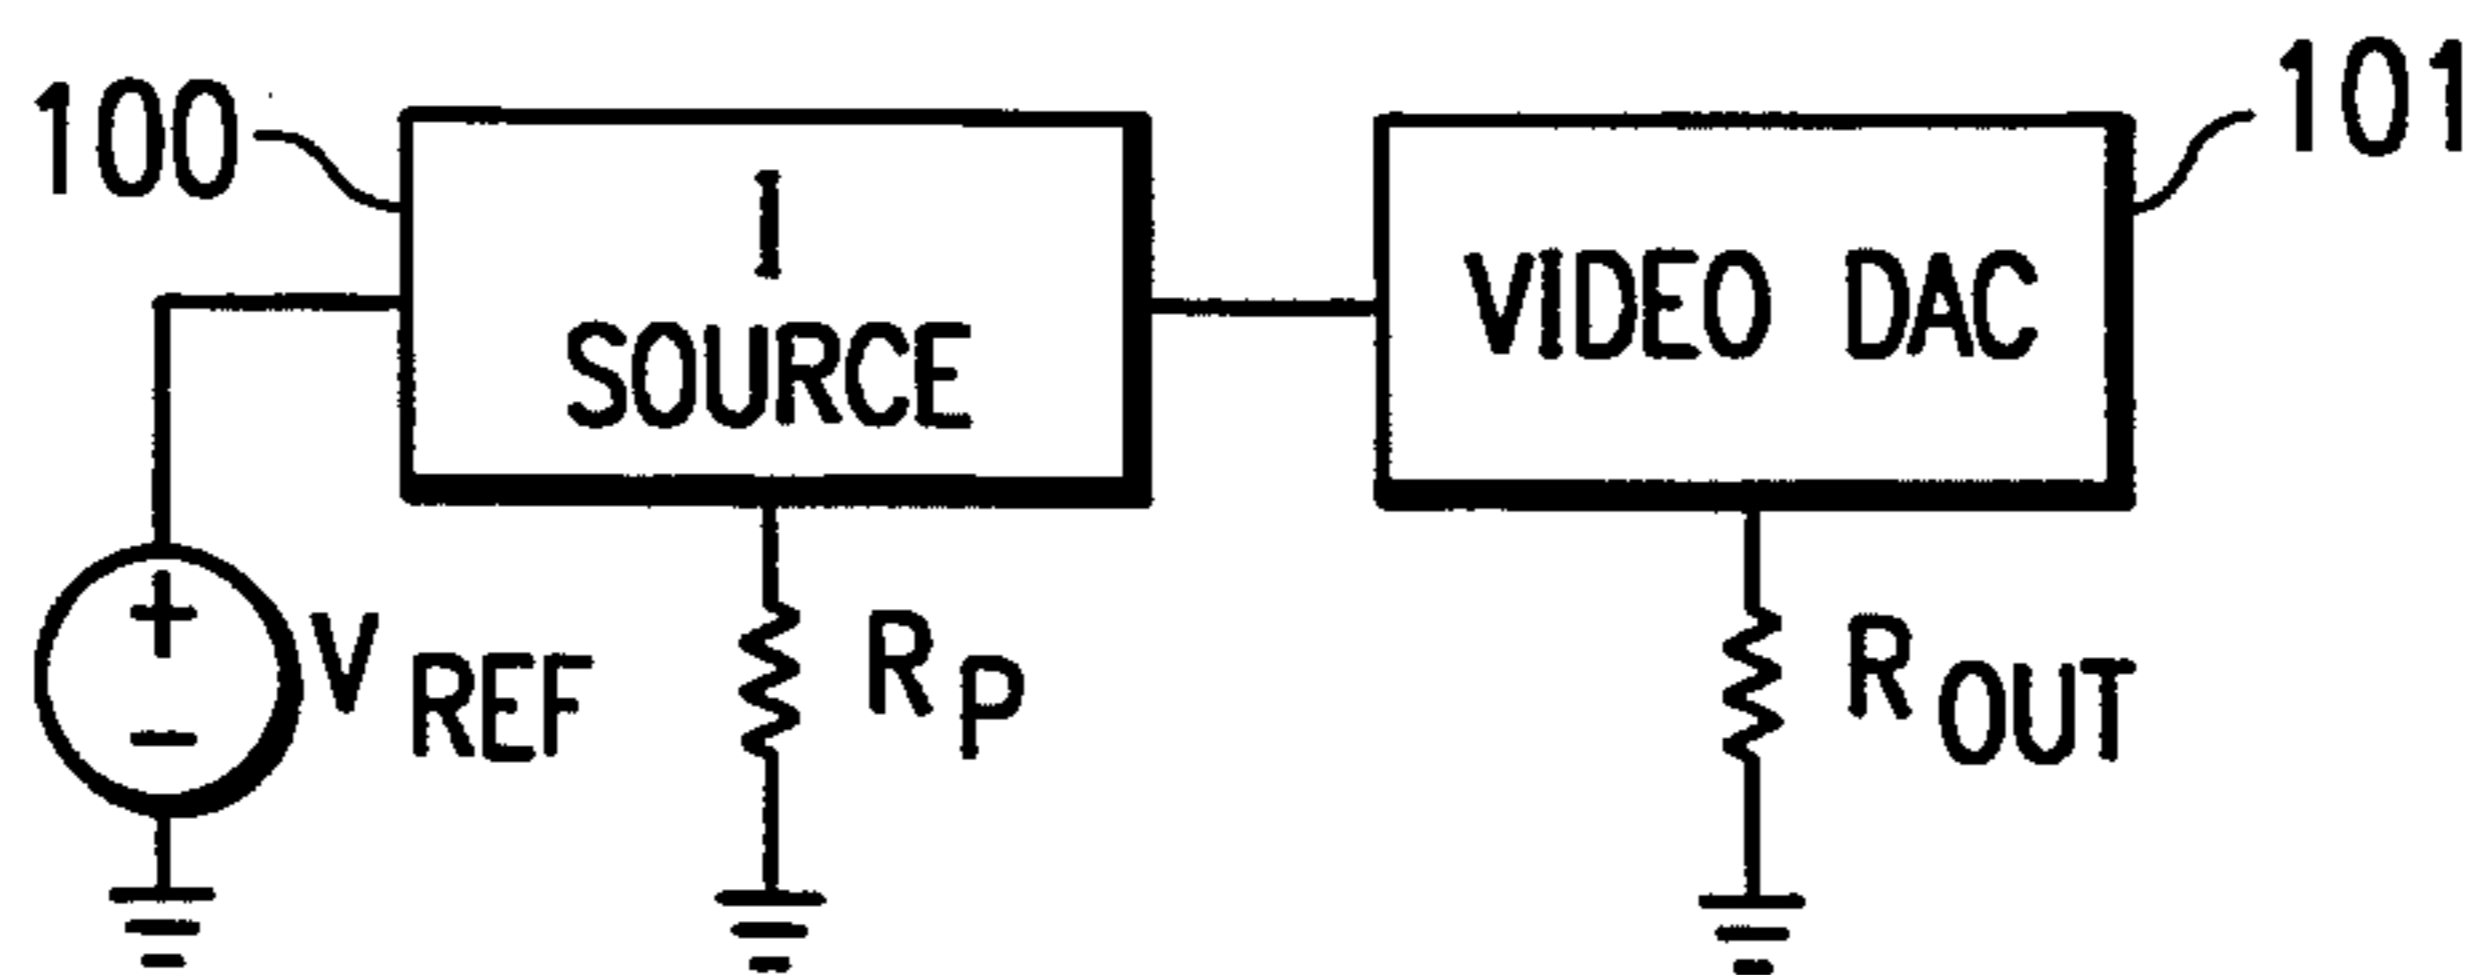 100
101
I
SOURCE
VIDEO DAC
+
-
VREF
RP
ROUT